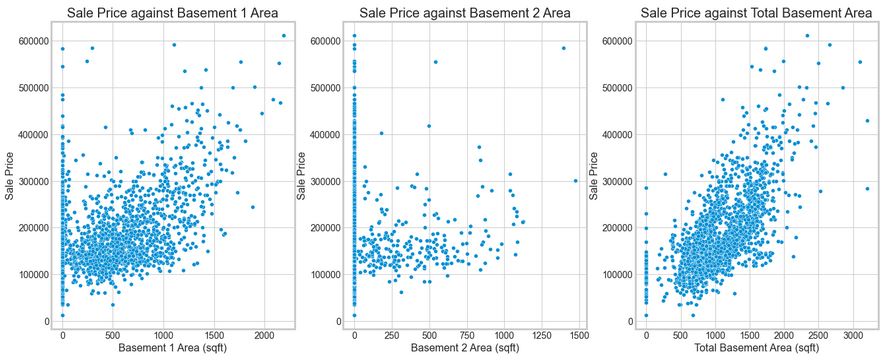 Sale Price against Basement 1 Area
Sale Price
600000
500000
400000
300000
200000
100000
0
0 500 1000 1500 2000
Basement 1 Area (sqft)
Sale Price against Basement 2 Area
Sale Price
600000
500000
400000
300000
200000
100000
0
0 250 500 750 1000 1250 1500
Basement 2 Area (sqft)
Sale Price against Total Basement Area
Sale Price
600000
500000
400000
300000
200000
100000
0
0 500 1000 1500 2000 2500 3000
Total Basement Area (sqft)